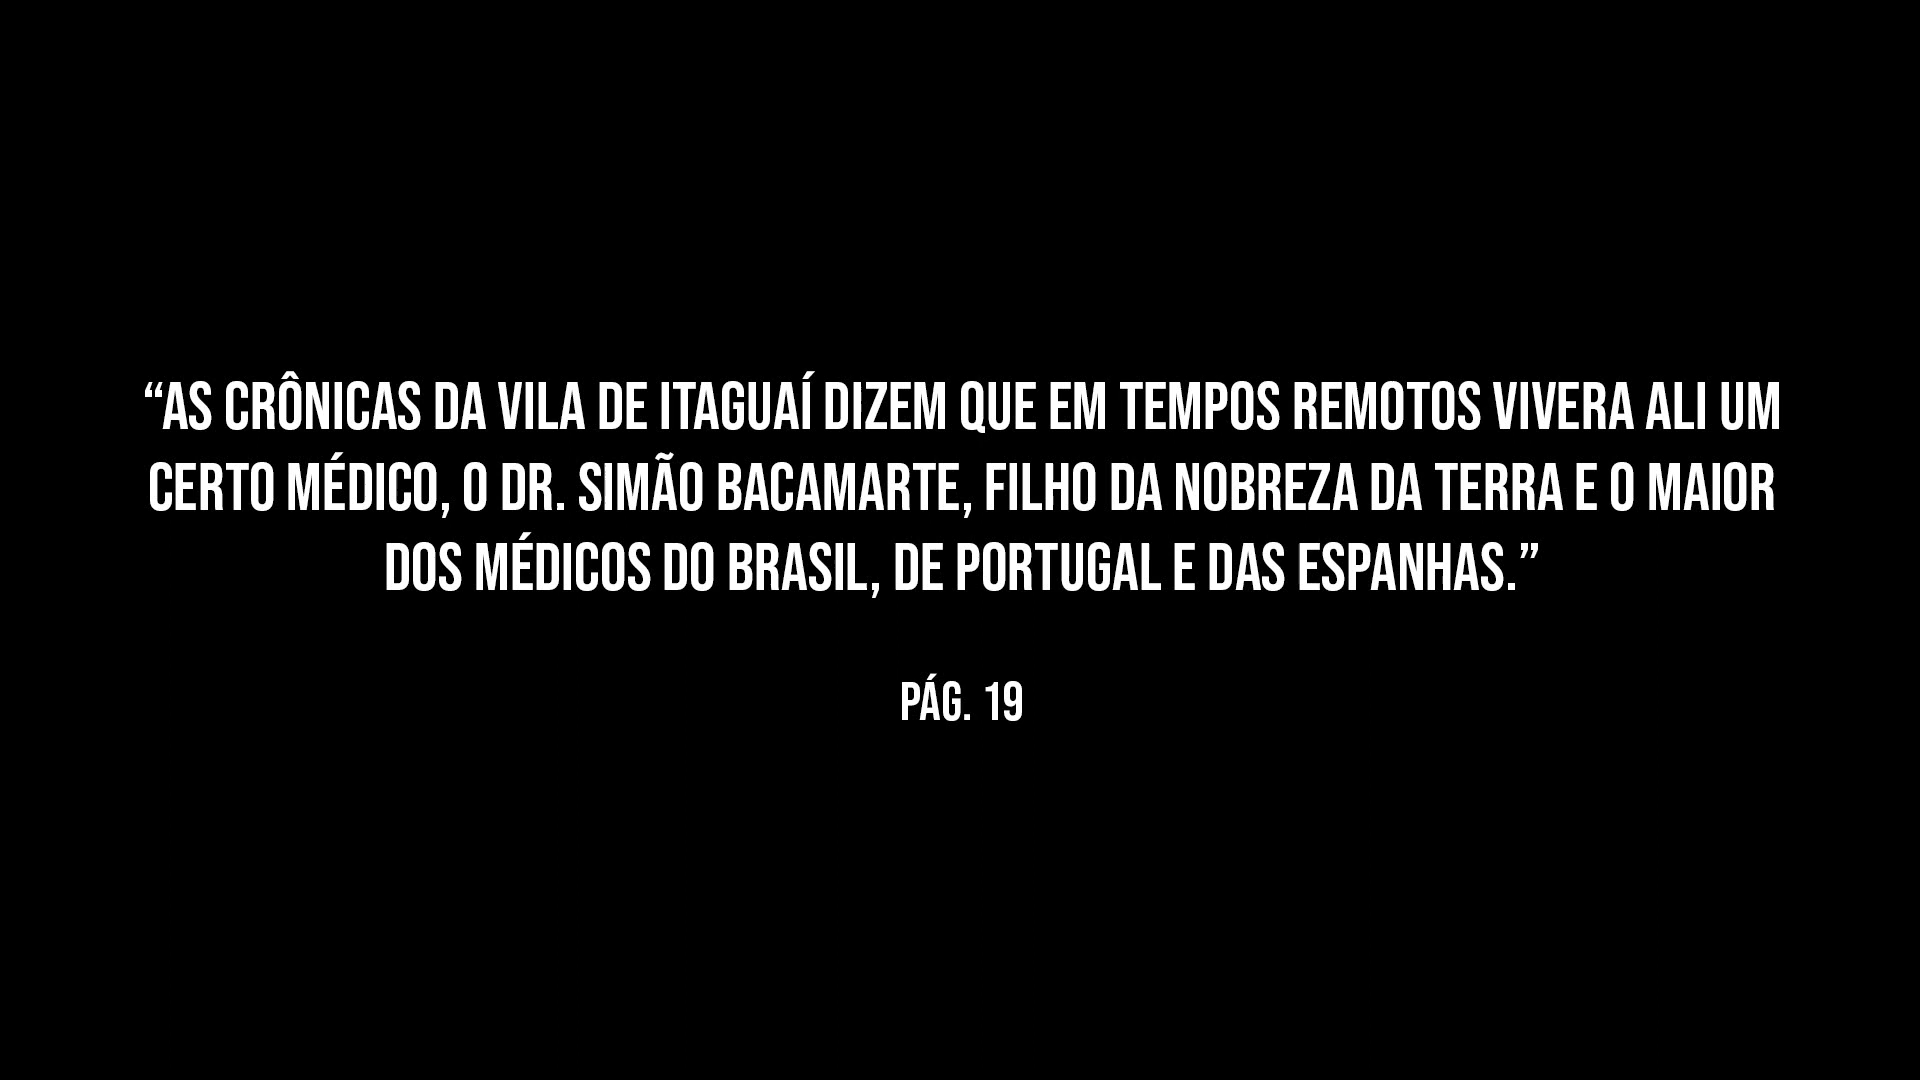 “AS CRÔNICAS DA VILA DE ITAGUAÍ DIZEM QUE EM TEMPOS REMOTOS VIVERA ALI UM
CERTO MÉDICO, O DR. SIMÃO BACAMARTE, FILHO DA NOBREZA DA TERRA E O MAIOR
DOS MÉDICOS DO BRASIL, DE PORTUGAL E DAS ESPANHAS.”
PÁG. 19